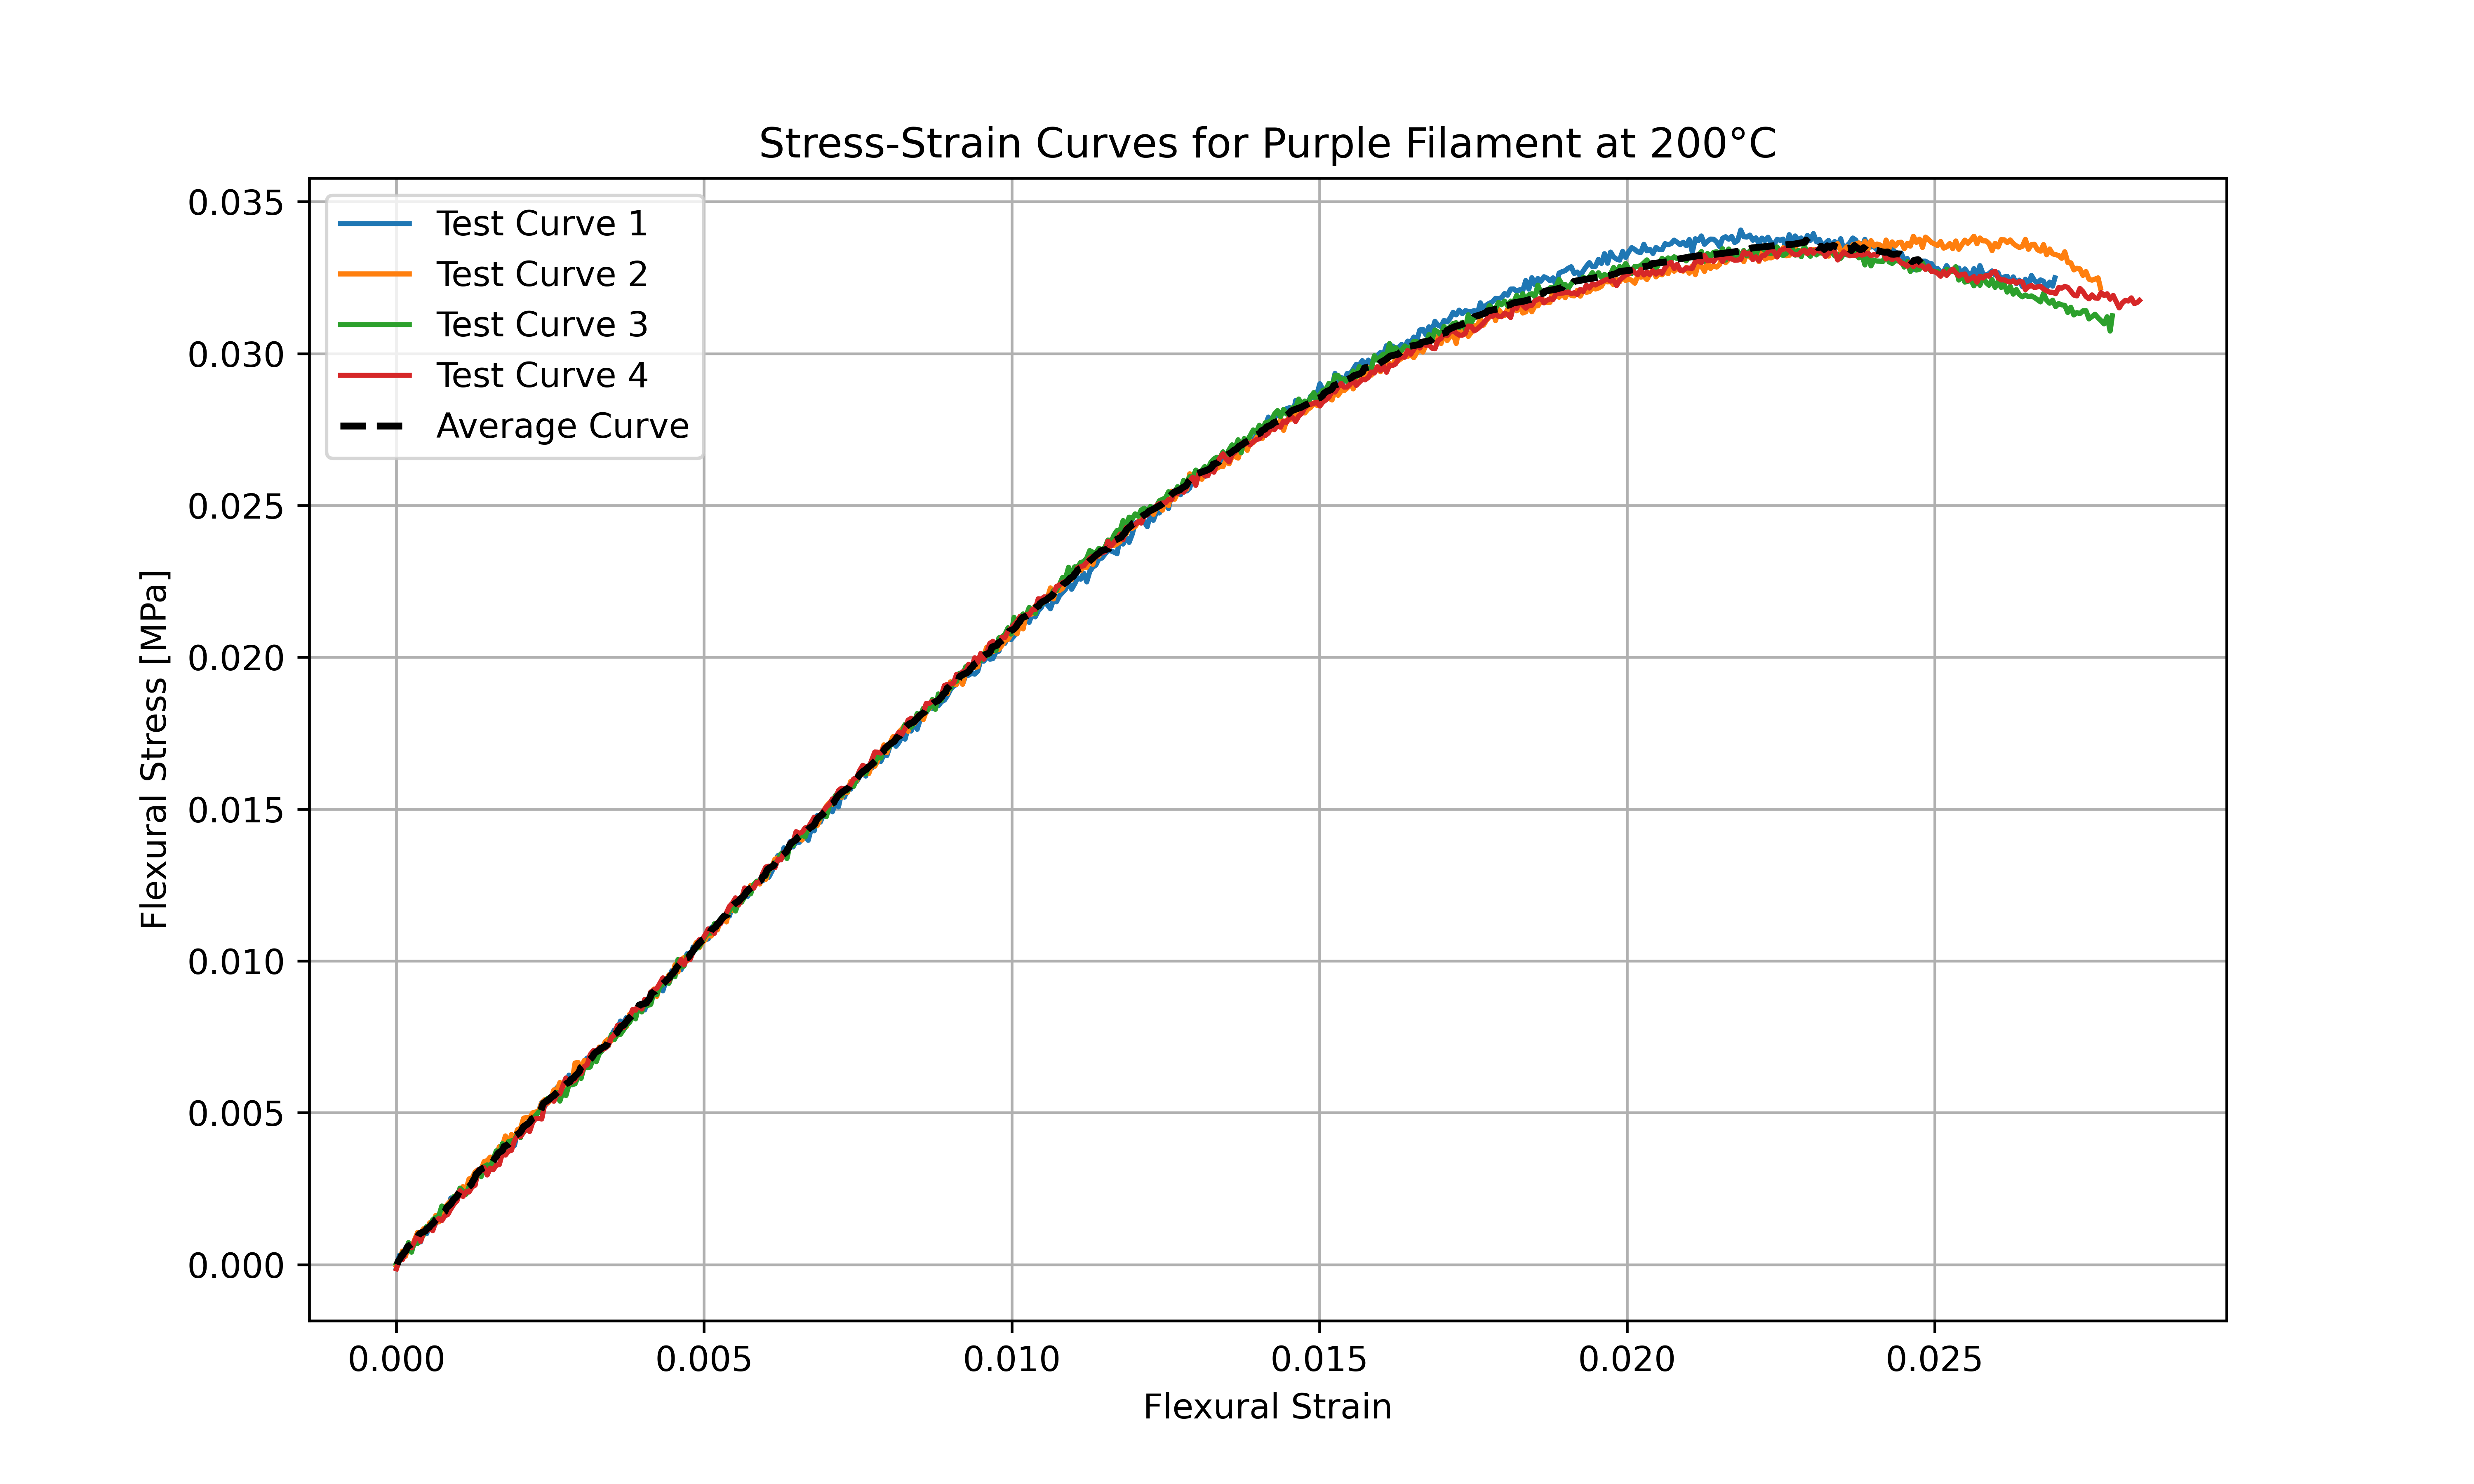 Stress-Strain Curves for Purple Filament at 200°C
Test Curve 1
Test Curve 2
Test Curve 3
Test Curve 4
Average Curve
Flexural Stress [MPa]
0.035
0.030
0.025
0.020
0.015
0.010
0.005
0.000
0.000 0.005 0.010 0.015 0.020 0.025
Flexural Strain